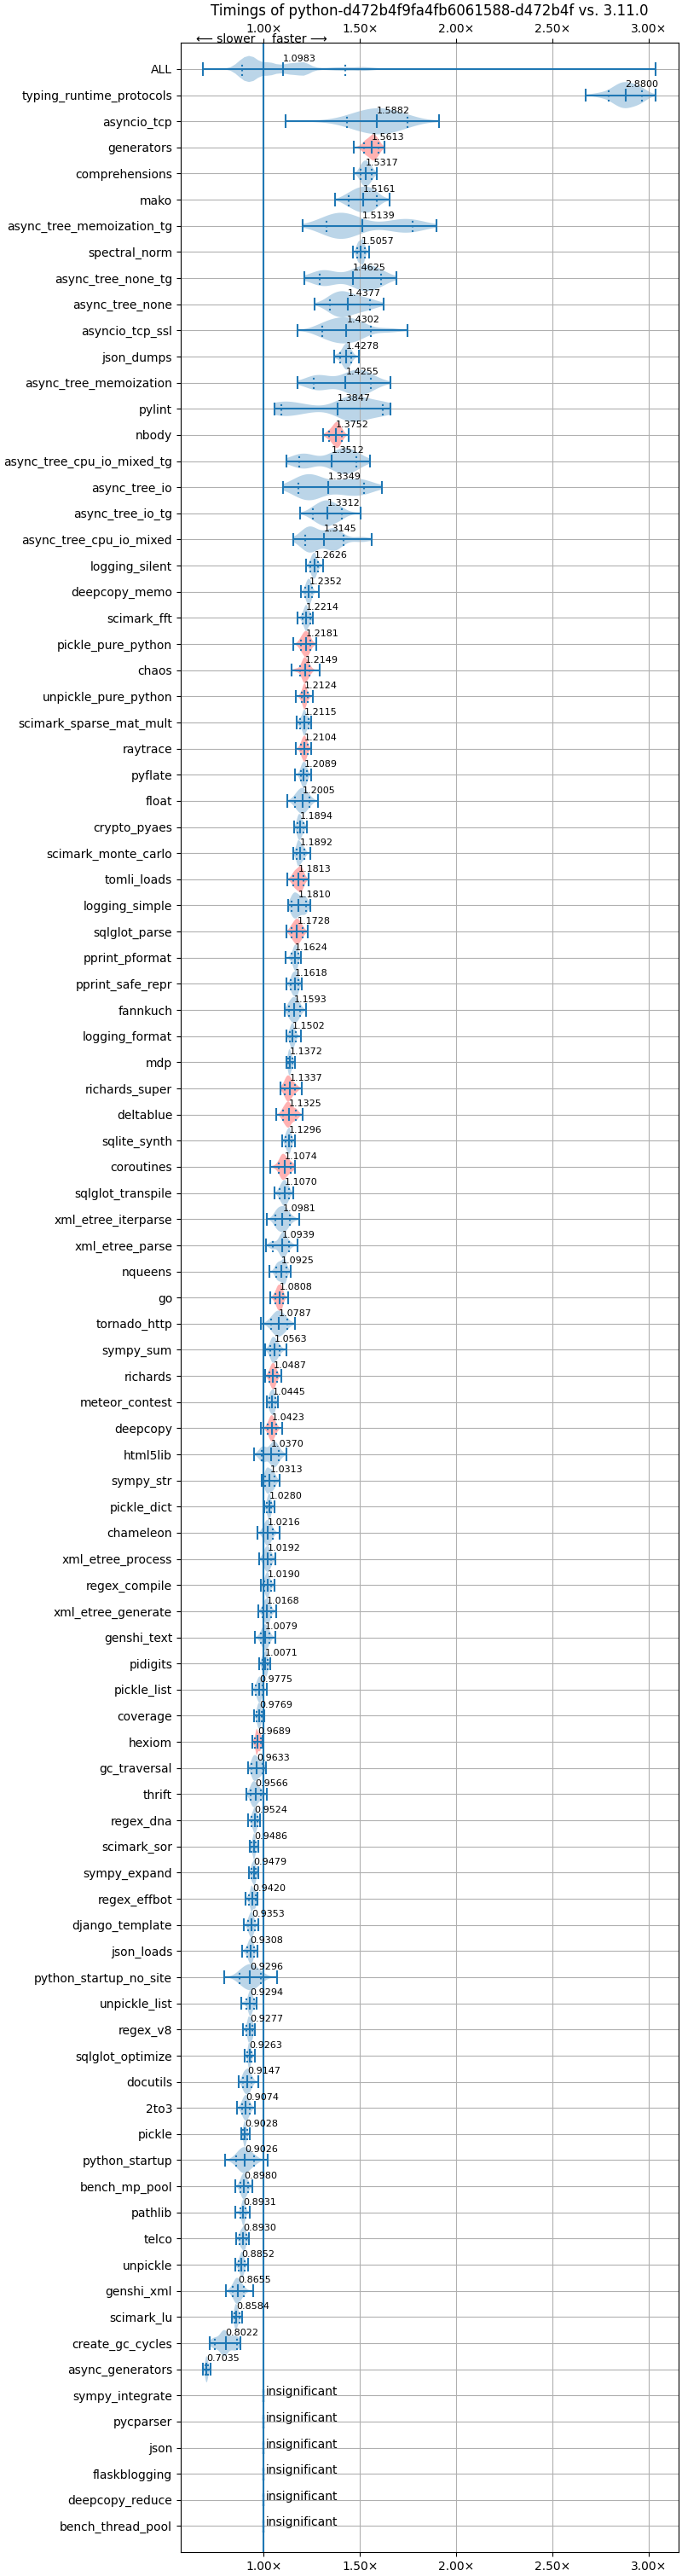 Timings of python-d472b4f9fa4fb6061588-d472b4f vs. 3.11.0
1.00× 1.50× 2.00× 2.50× 3.00×
⟵ slower faster ⟶
ALL 1.0983
typing_runtime_protocols 2.8800
asyncio_tcp 1.5882
generators 1.5613
comprehensions 1.5317
mako 1.5161
async_tree_memoization_tg 1.5139
spectral_norm 1.5057
async_tree_none_tg 1.4625
async_tree_none 1.4377
asyncio_tcp_ssl 1.4302
json_dumps 1.4278
async_tree_memoization 1.4255
pylint 1.3847
nbody 1.3752
async_tree_cpu_io_mixed_tg 1.3512
async_tree_io 1.3349
async_tree_io_tg 1.3312
async_tree_cpu_io_mixed 1.3145
logging_silent 1.2626
deepcopy_memo 1.2352
scimark_fft 1.2214
pickle_pure_python 1.2181
chaos 1.2149
unpickle_pure_python 1.2124
scimark_sparse_mat_mult 1.2115
raytrace 1.2104
pyflate 1.2089
float 1.2005
crypto_pyaes 1.1894
scimark_monte_carlo 1.1892
tomli_loads 1.1813
logging_simple 1.1810
sqlglot_parse 1.1728
pprint_pformat 1.1624
pprint_safe_repr 1.1618
fannkuch 1.1593
logging_format 1.1502
mdp 1.1372
richards_super 1.1337
deltablue 1.1325
sqlite_synth 1.1296
coroutines 1.1074
sqlglot_transpile 1.1070
xml_etree_iterparse 1.0981
xml_etree_parse 1.0939
nqueens 1.0925
go 1.0808
tornado_http 1.0787
sympy_sum 1.0563
richards 1.0487
meteor_contest 1.0445
deepcopy 1.0423
html5lib 1.0370
sympy_str 1.0313
pickle_dict 1.0280
chameleon 1.0216
xml_etree_process 1.0192
regex_compile 1.0190
xml_etree_generate 1.0168
genshi_text 1.0079
pidigits 1.0071
pickle_list 0.9775
coverage 0.9769
hexiom 0.9689
gc_traversal 0.9633
thrift 0.9566
regex_dna 0.9524
scimark_sor 0.9486
sympy_expand 0.9479
regex_effbot 0.9420
django_template 0.9353
json_loads 0.9308
python_startup_no_site 0.9296
unpickle_list 0.9294
regex_v8 0.9277
sqlglot_optimize 0.9263
docutils 0.9147
2to3 0.9074
pickle 0.9028
python_startup 0.9026
bench_mp_pool 0.8980
pathlib 0.8931
telco 0.8930
unpickle 0.8852
genshi_xml 0.8655
scimark_lu 0.8584
create_gc_cycles 0.8022
async_generators 0.7035
sympy_integrate insignificant
pycparser insignificant
json insignificant
flaskblogging insignificant
deepcopy_reduce insignificant
bench_thread_pool insignificant
1.00× 1.50× 2.00× 2.50× 3.00×